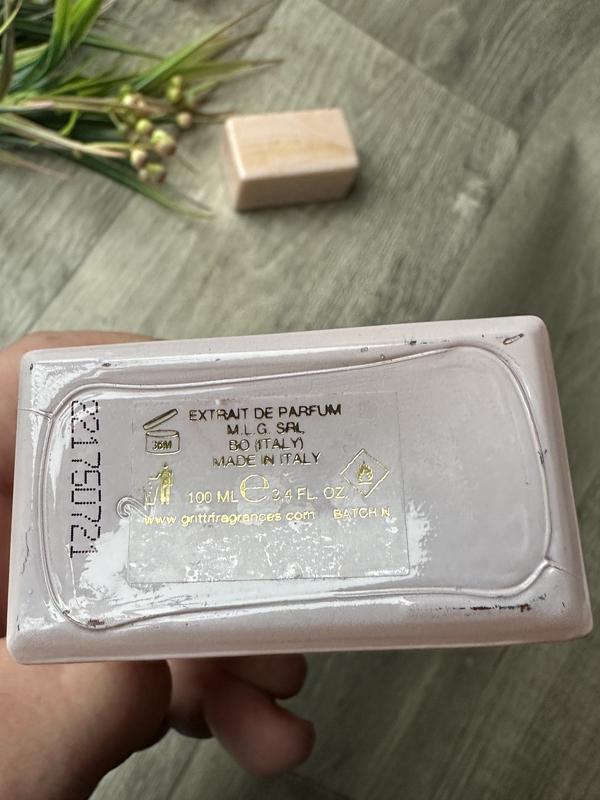 EXTRAIT DE PARFUM
M.L.G. SRL
BO (ITALY)
MADE IN ITALY
36M
100 ML e 3.4 FL. OZ.
www.grittifragrances.com BATCH N